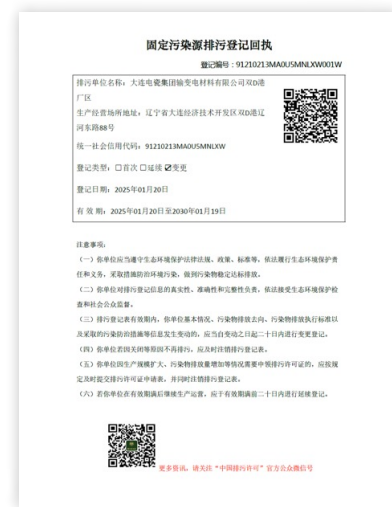 固定污染源排污登记回执
登记编号：91210213MA0U5MNLXW001W
排污单位名称：大连电瓷集团输变电材料有限公司双D港
厂区
生产经营场所地址：辽宁省大连经济技术开发区双D港辽
河东路88号
统一社会信用代码：91210213MA0U5MNLXW
登记类型：☐首次 ☐延续 ☑变更
登记日期：2025年01月20日
有 效 期：2025年01月20日至2030年01月19日
注意事项：
（一）你单位应当遵守生态环境保护法律法规、政策、标准等，依法履行生态环境保护责
任和义务，采取措施防治环境污染，做到污染物稳定达标排放。
（二）你单位对排污登记信息的真实性、准确性和完整性负责，依法接受生态环境保护检
查和社会公众监督。
（三）排污登记表有效期内，你单位基本情况、污染物排放去向、污染物排放执行标准以
及采取的污染防治措施等信息发生变动的，应当自变动之日起二十日内进行变更登记。
（四）你单位若因关闭等原因不再排污，应及时注销排污登记表。
（五）你单位因生产规模扩大、污染物排放量增加等情况需要申领排污许可证的，应按规
定及时提交排污许可证申请表，并同时注销排污登记表。
（六）若你单位在有效期满后继续生产运营，应于有效期满前二十日内进行延续登记。
更多资讯，请关注“中国排污许可”官方公众微信号